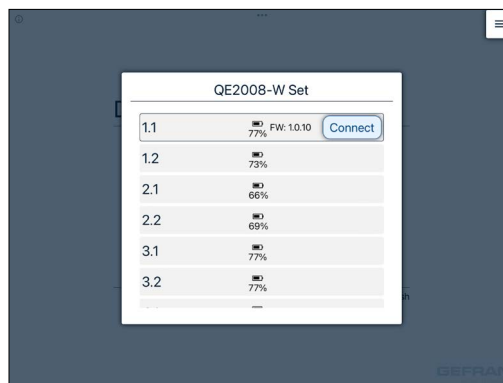 QE2008-W Set
1.1 77% FW: 1.0.10 Connect
1.2 73%
2.1 66%
2.2 69%
3.1 77%
3.2 77%
GEFRAN